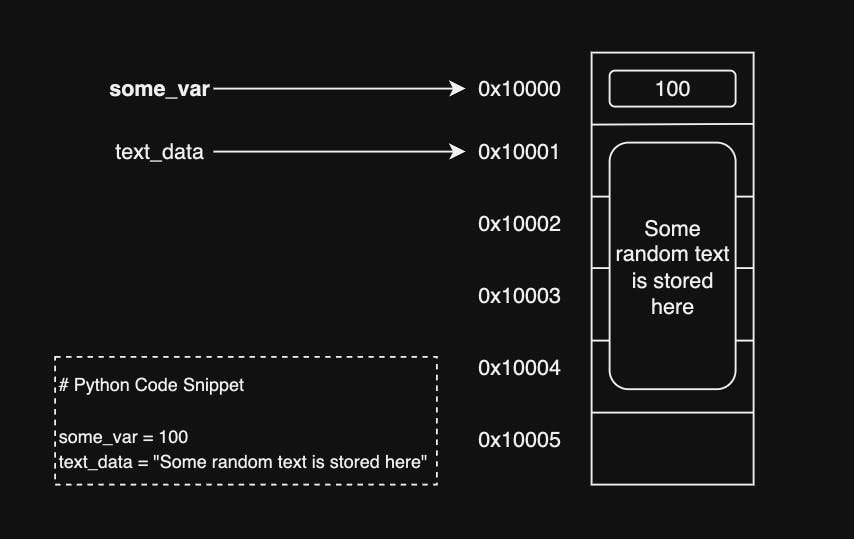 some_var
0x10000
100
text_data
0x10001
0x10002
Some
random text
is stored
here
0x10003
0x10004
# Python Code Snippet
some_var = 100
text_data = "Some random text is stored here"
0x10005